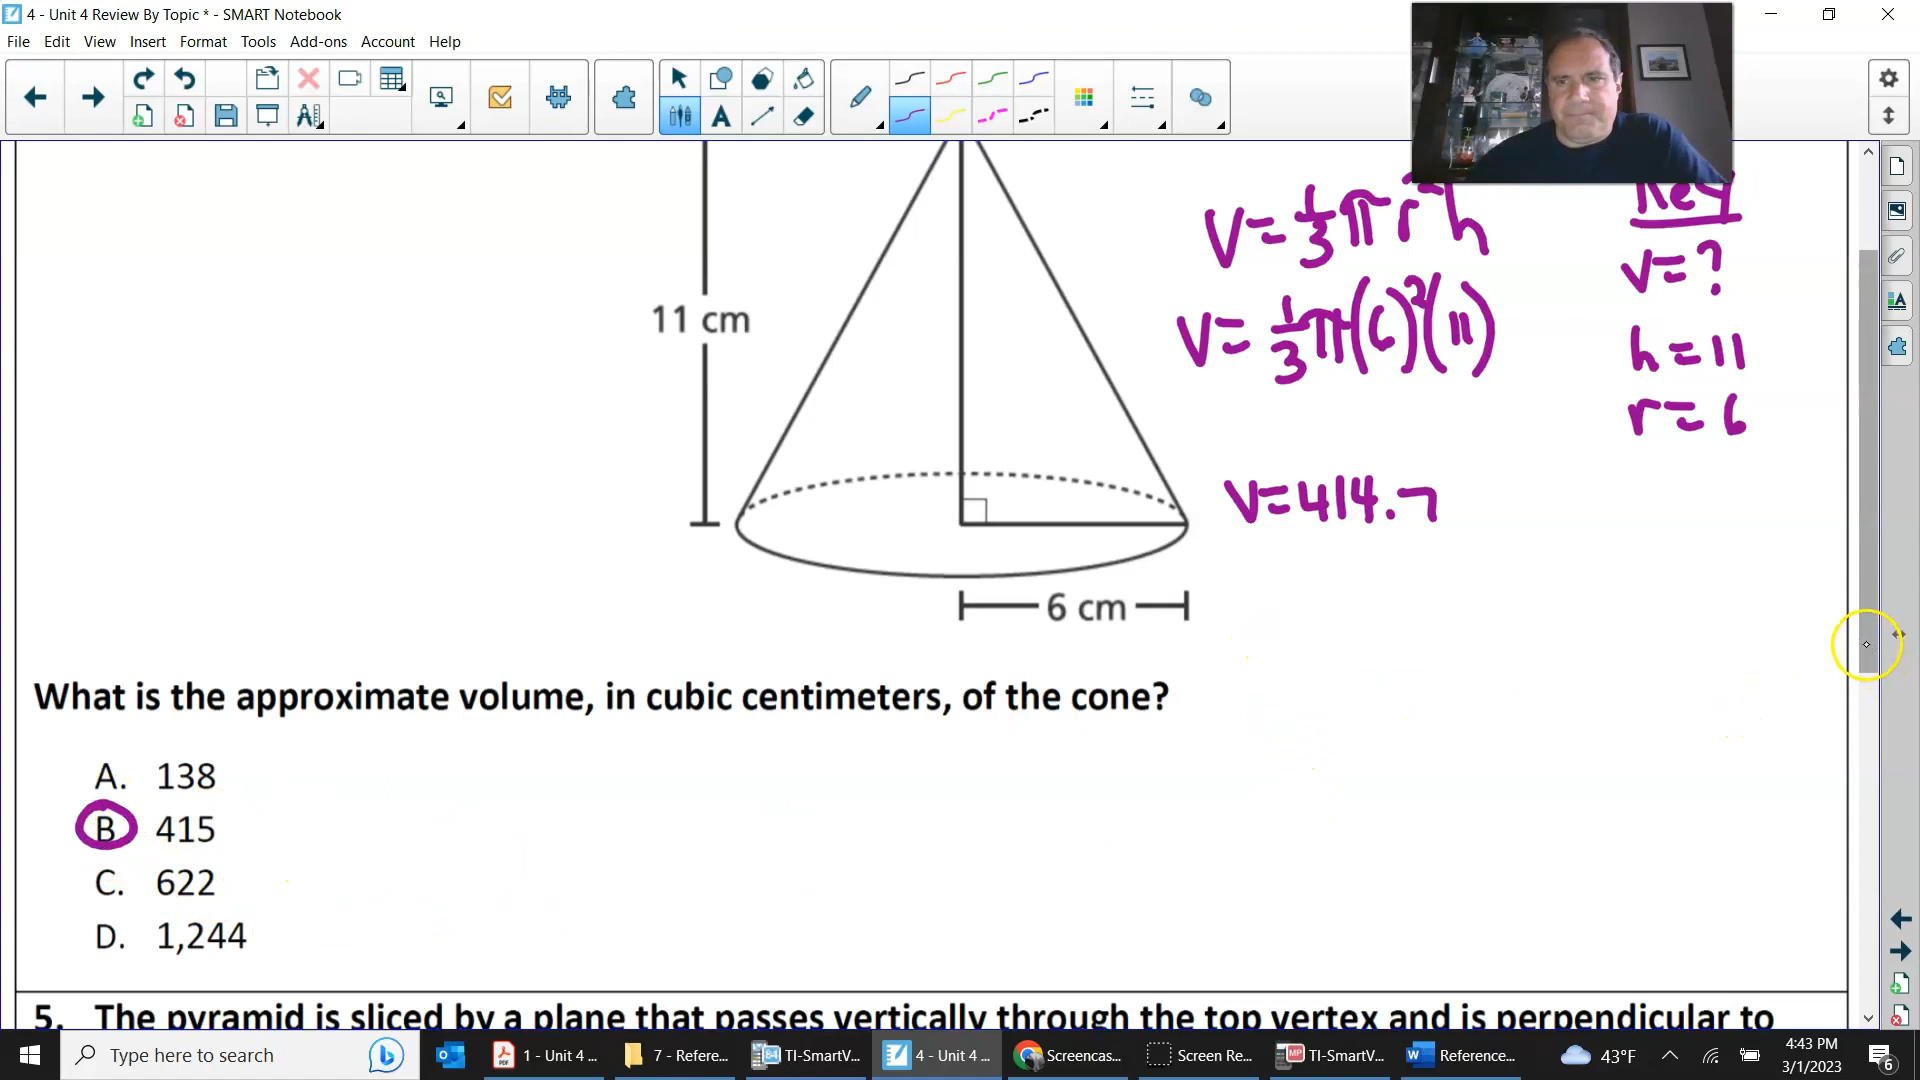 4 - Unit 4 Review By Topic * - SMART Notebook
File Edit View Insert Format Tools Add-ons Account Help
Key
V = 1/3 π r² h
V = ?
11 cm
V = 1/3 π (6)² (11)
h = 11
r = 6
V = 414.7
6 cm
What is the approximate volume, in cubic centimeters, of the cone?
A. 138
B 415
C. 622
D. 1,244
5. The pyramid is sliced by a plane that passes vertically through the top vertex and is perpendicular to
Type here to search
1 - Unit 4 ...
7 - Refere...
TI-SmartV...
4 - Unit 4 ...
Screencas...
Screen Re...
TI-SmartV...
Reference...
43°F
4:43 PM
3/1/2023
6